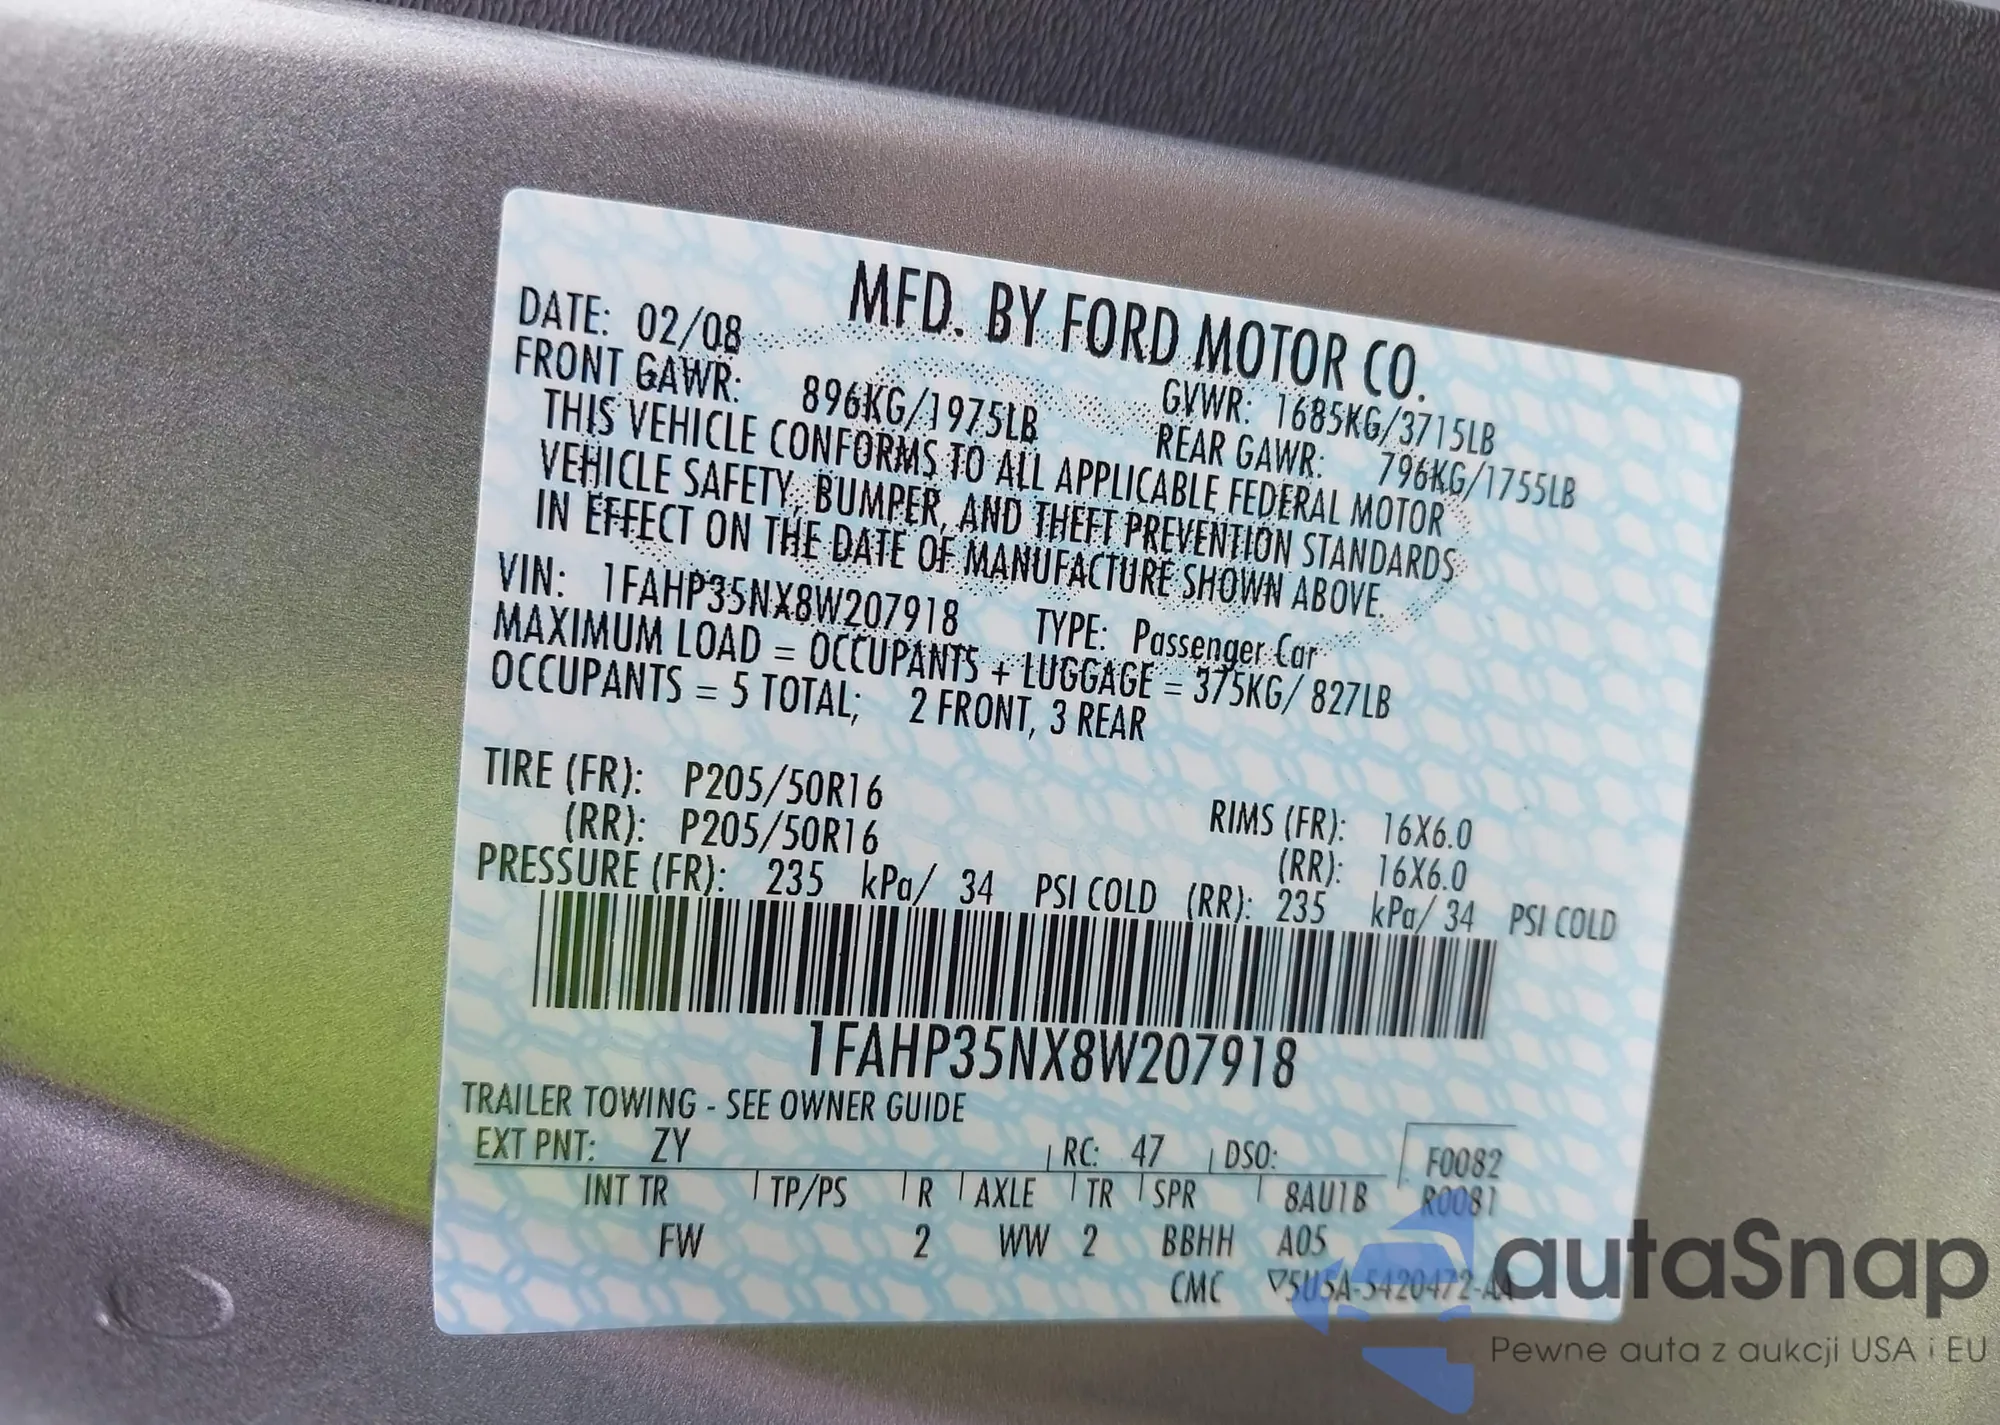 MFD. BY FORD MOTOR CO.
DATE: 02/08 GVWR: 1685KG/3715LB
FRONT GAWR: 896KG/1975LB REAR GAWR: 796KG/1755LB
THIS VEHICLE CONFORMS TO ALL APPLICABLE FEDERAL MOTOR
VEHICLE SAFETY, BUMPER, AND THEFT PREVENTION STANDARDS
IN EFFECT ON THE DATE OF MANUFACTURE SHOWN ABOVE.
VIN: 1FAHP35NX8W207918 TYPE: Passenger Car
MAXIMUM LOAD = OCCUPANTS + LUGGAGE = 375KG/ 827LB
OCCUPANTS = 5 TOTAL; 2 FRONT, 3 REAR
TIRE (FR): P205/50R16 RIMS (FR): 16X6.0
(RR): P205/50R16 (RR): 16X6.0
PRESSURE (FR): 235 kPa/ 34 PSI COLD (RR): 235 kPa/ 34 PSI COLD
1FAHP35NX8W207918
TRAILER TOWING - SEE OWNER GUIDE
EXT PNT: ZY RC: 47 DSO: F0082
INT TR TP/PS R AXLE TR SPR 8AU1B R0081
FW 2 WW 2 BBHH A05
CMC ▽5U5A-5420472-AA
autaSnap
Pewne auta z aukcji USA i EU